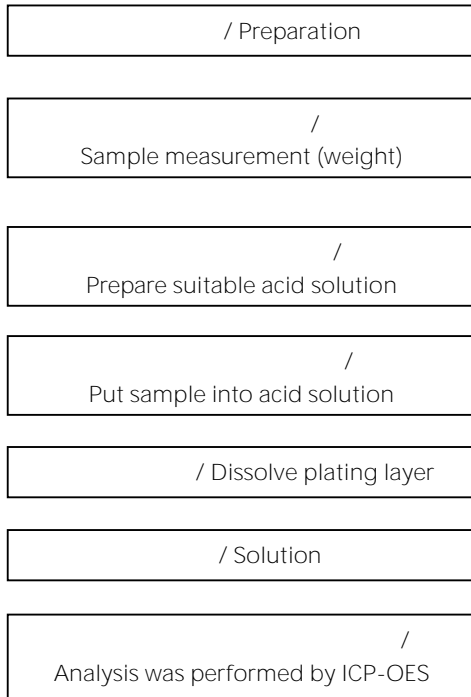 / Preparation
/
Sample measurement (weight)
/
Prepare suitable acid solution
/
Put sample into acid solution
/ Dissolve plating layer
/ Solution
/
Analysis was performed by ICP-OES